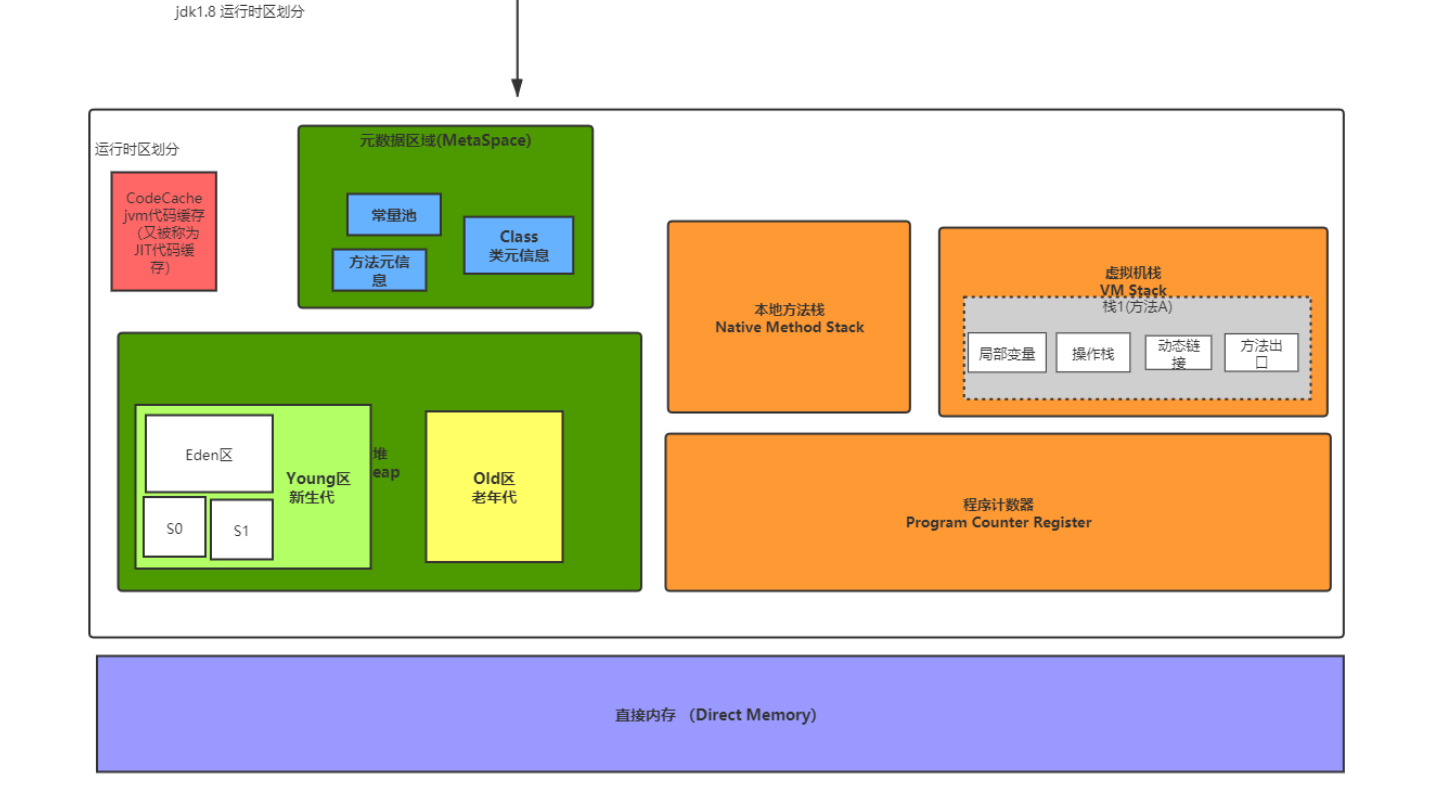 jdk1.8 运行时区划分
运行时区划分
CodeCache
jvm代码缓存
（又被称为
JIT代码缓
存）
元数据区域(MetaSpace)
常量池
方法元信
息
Class
类元信息
本地方法栈
Native Method Stack
虚拟机栈
VM Stack
栈1(方法A)
局部变量
操作栈
动态链
接
方法出
口
堆
eap
Eden区
S0
S1
Young区
新生代
Old区
老年代
程序计数器
Program Counter Register
直接内存 （Direct Memory）